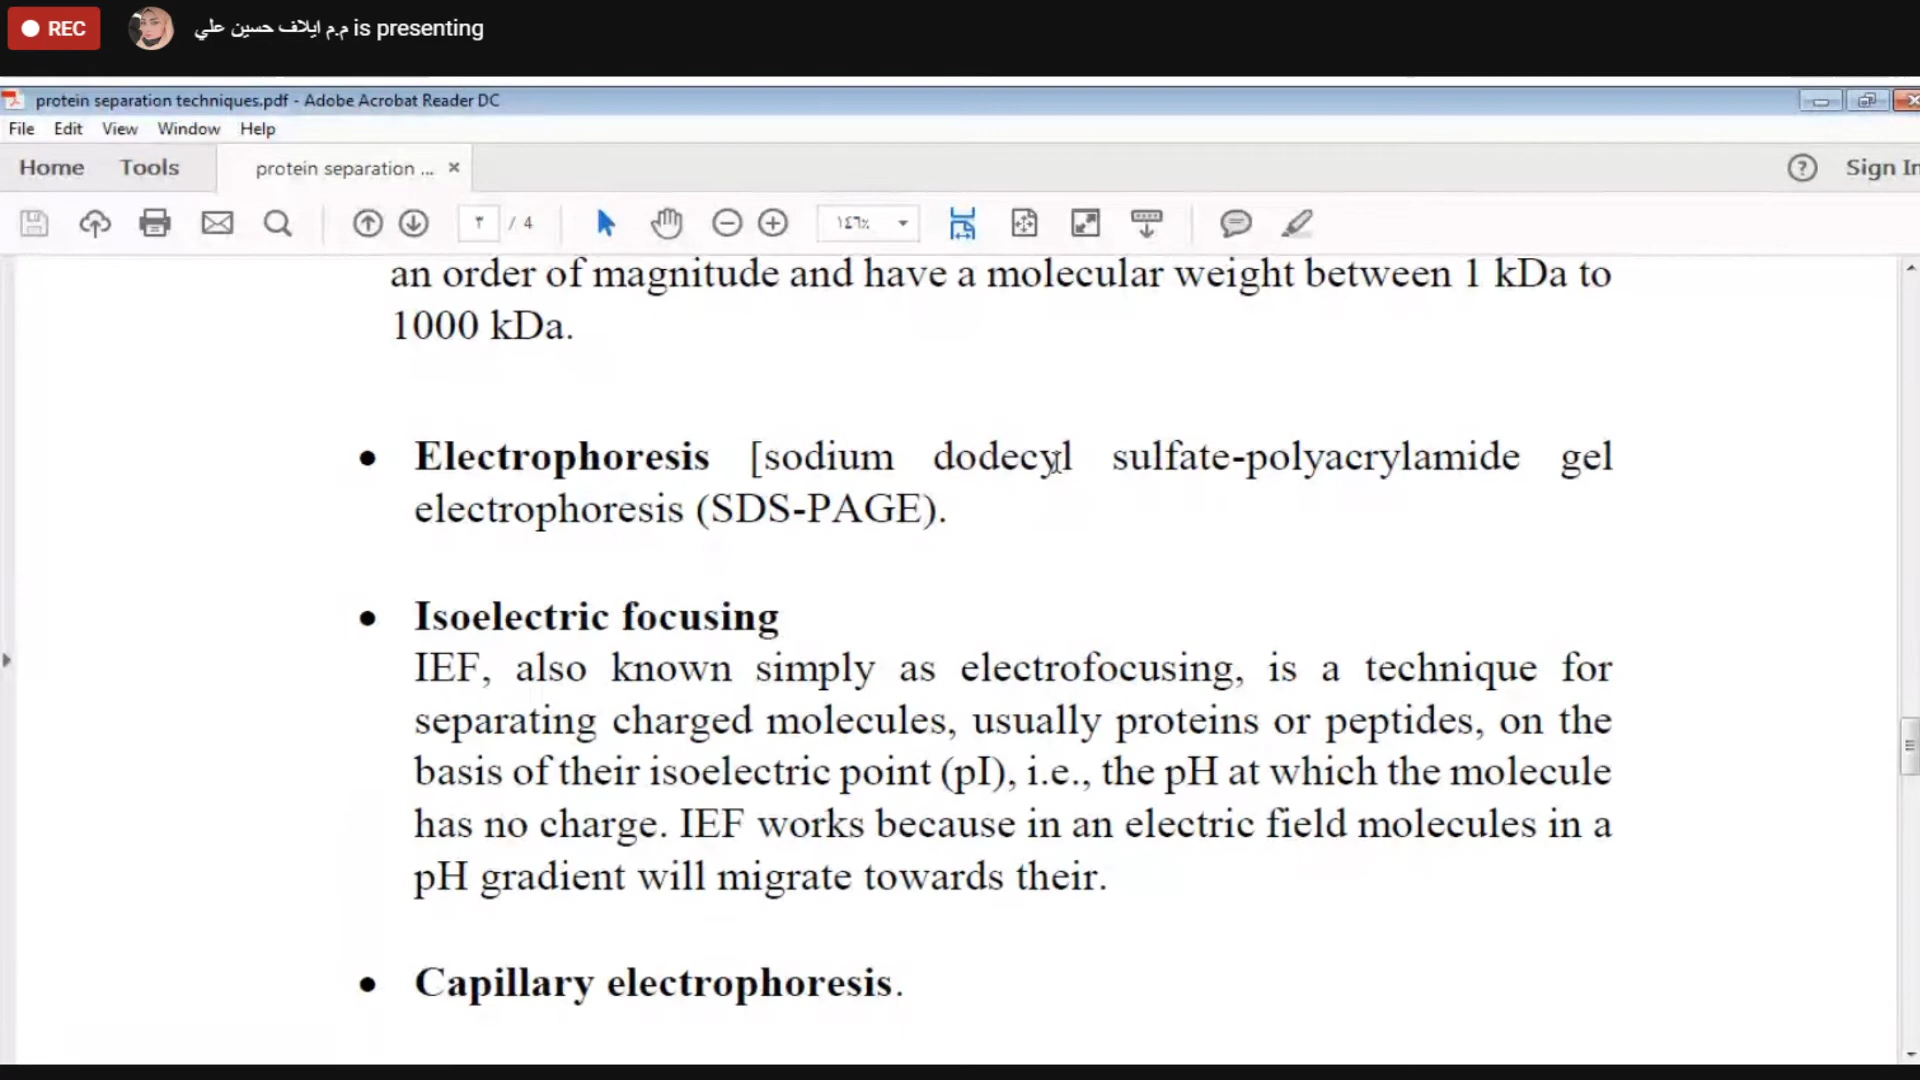 REC
م.م ايلاف حسين علي is presenting
protein separation techniques.pdf - Adobe Acrobat Reader DC
File Edit View Window Help
Home Tools protein separation ... × ? Sign In
٣ / 4 ١٤٦٪
an order of magnitude and have a molecular weight between 1 kDa to
1000 kDa.
• Electrophoresis [sodium dodecyl sulfate-polyacrylamide gel
electrophoresis (SDS-PAGE).
• Isoelectric focusing
IEF, also known simply as electrofocusing, is a technique for
separating charged molecules, usually proteins or peptides, on the
basis of their isoelectric point (pI), i.e., the pH at which the molecule
has no charge. IEF works because in an electric field molecules in a
pH gradient will migrate towards their.
• Capillary electrophoresis.